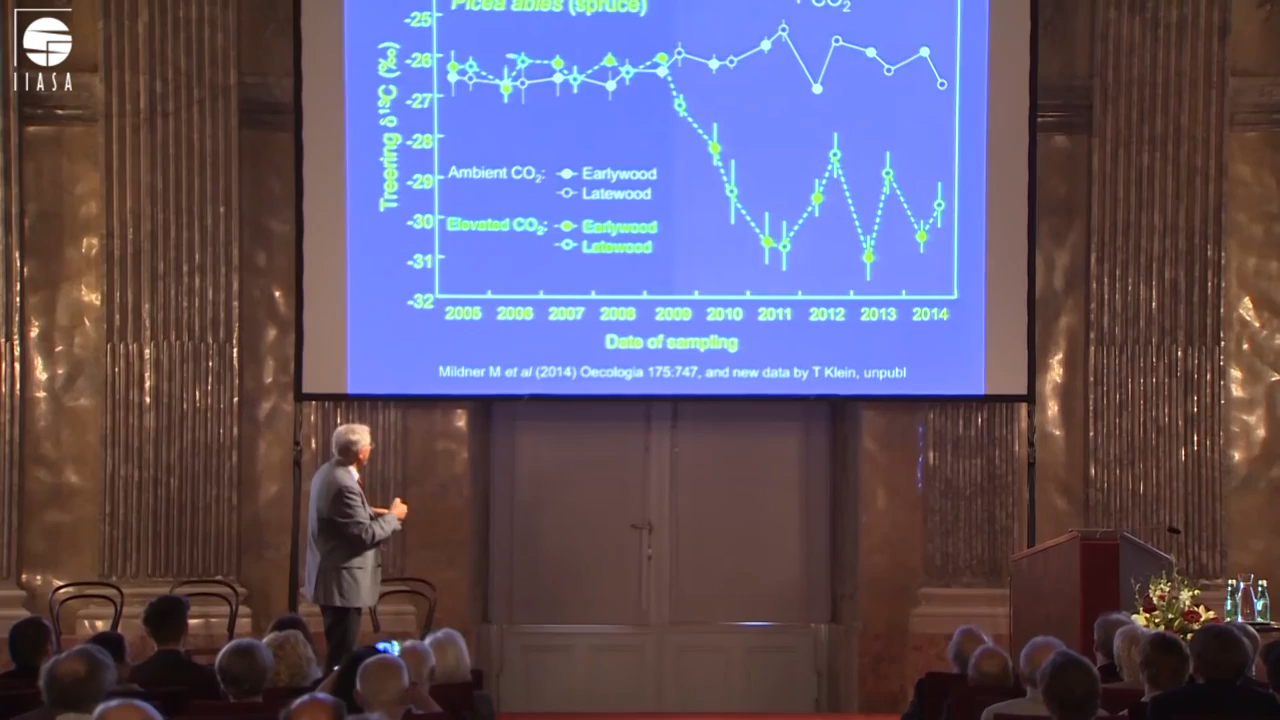 IIASA
Picea abies (spruce)
CO2
-25
-26
-27
-28
-29
-30
-31
-32
Treering δ13C (‰)
Ambient CO2:
Earlywood
Latewood
Elevated CO2:
Earlywood
Latewood
2005 2006 2007 2008 2009 2010 2011 2012 2013 2014
Date of sampling
Mildner M et al (2014) Oecologia 175:747, and new data by T Klein, unpubl